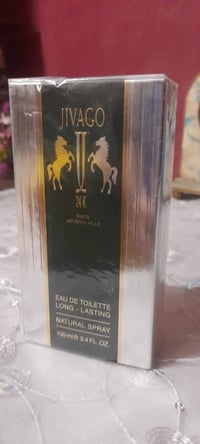 JIVAGO
24K
PARIS
BEVERLY HILLS
EAU DE TOILETTE
LONG - LASTING
NATURAL SPRAY
100 ml e 3.4 FL. OZ.